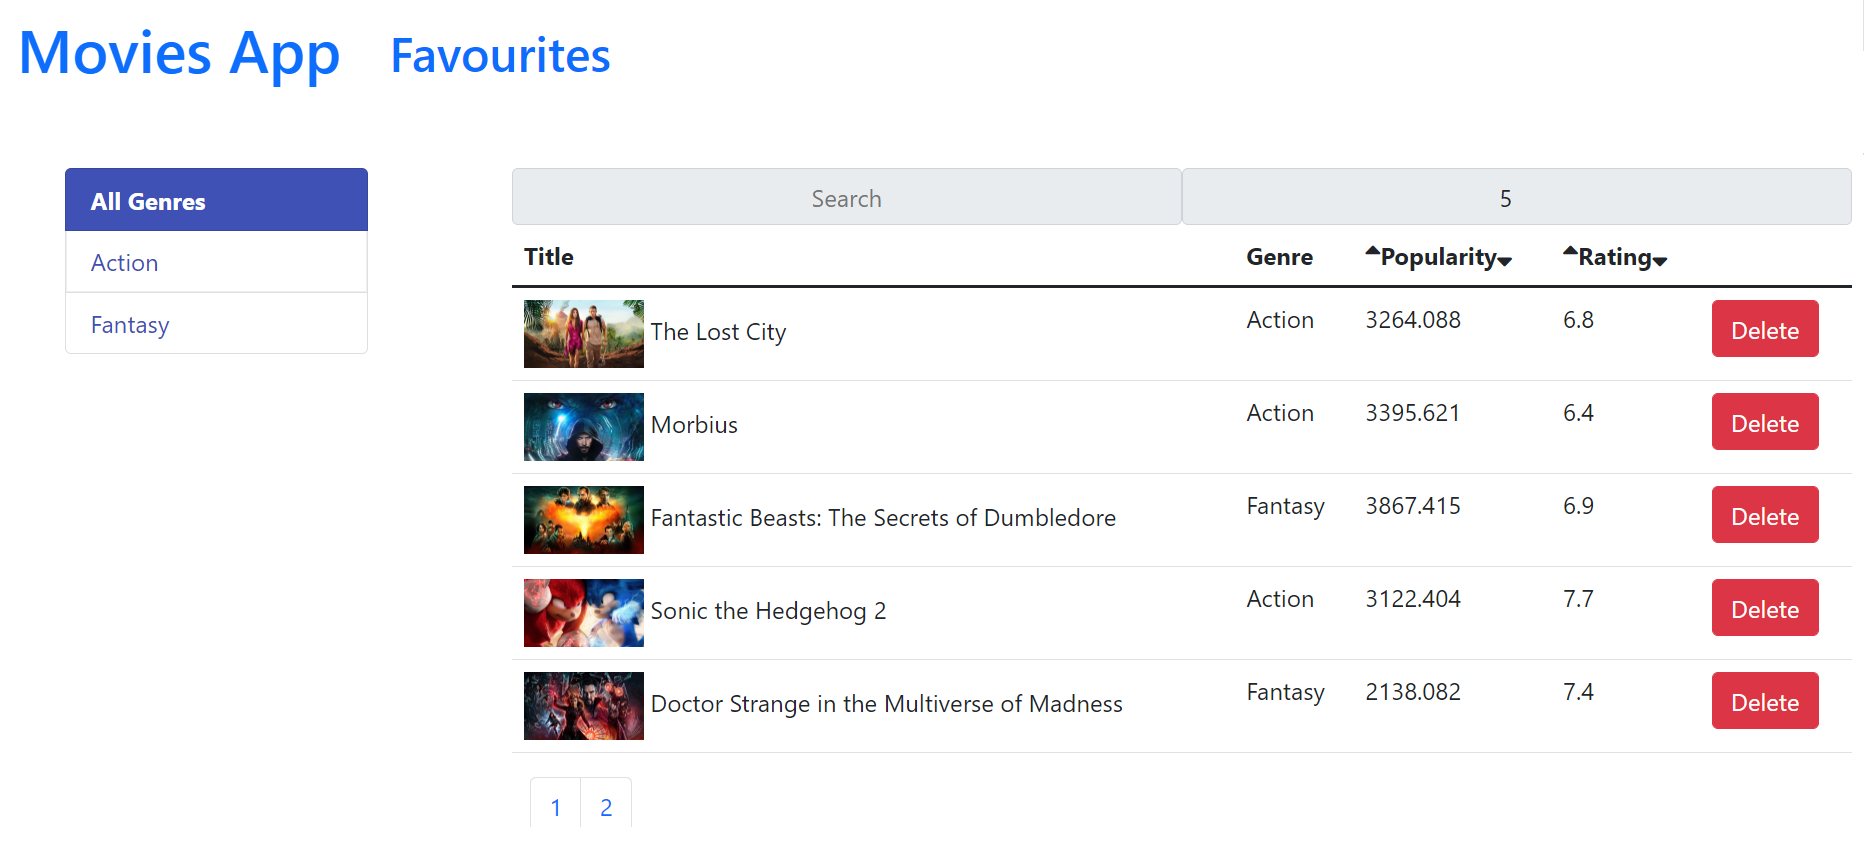 Movies App Favourites
All Genres
Action
Fantasy
Search 5
Title Genre Popularity Rating
The Lost City Action 3264.088 6.8 Delete
Morbius Action 3395.621 6.4 Delete
Fantastic Beasts: The Secrets of Dumbledore Fantasy 3867.415 6.9 Delete
Sonic the Hedgehog 2 Action 3122.404 7.7 Delete
Doctor Strange in the Multiverse of Madness Fantasy 2138.082 7.4 Delete
1 2